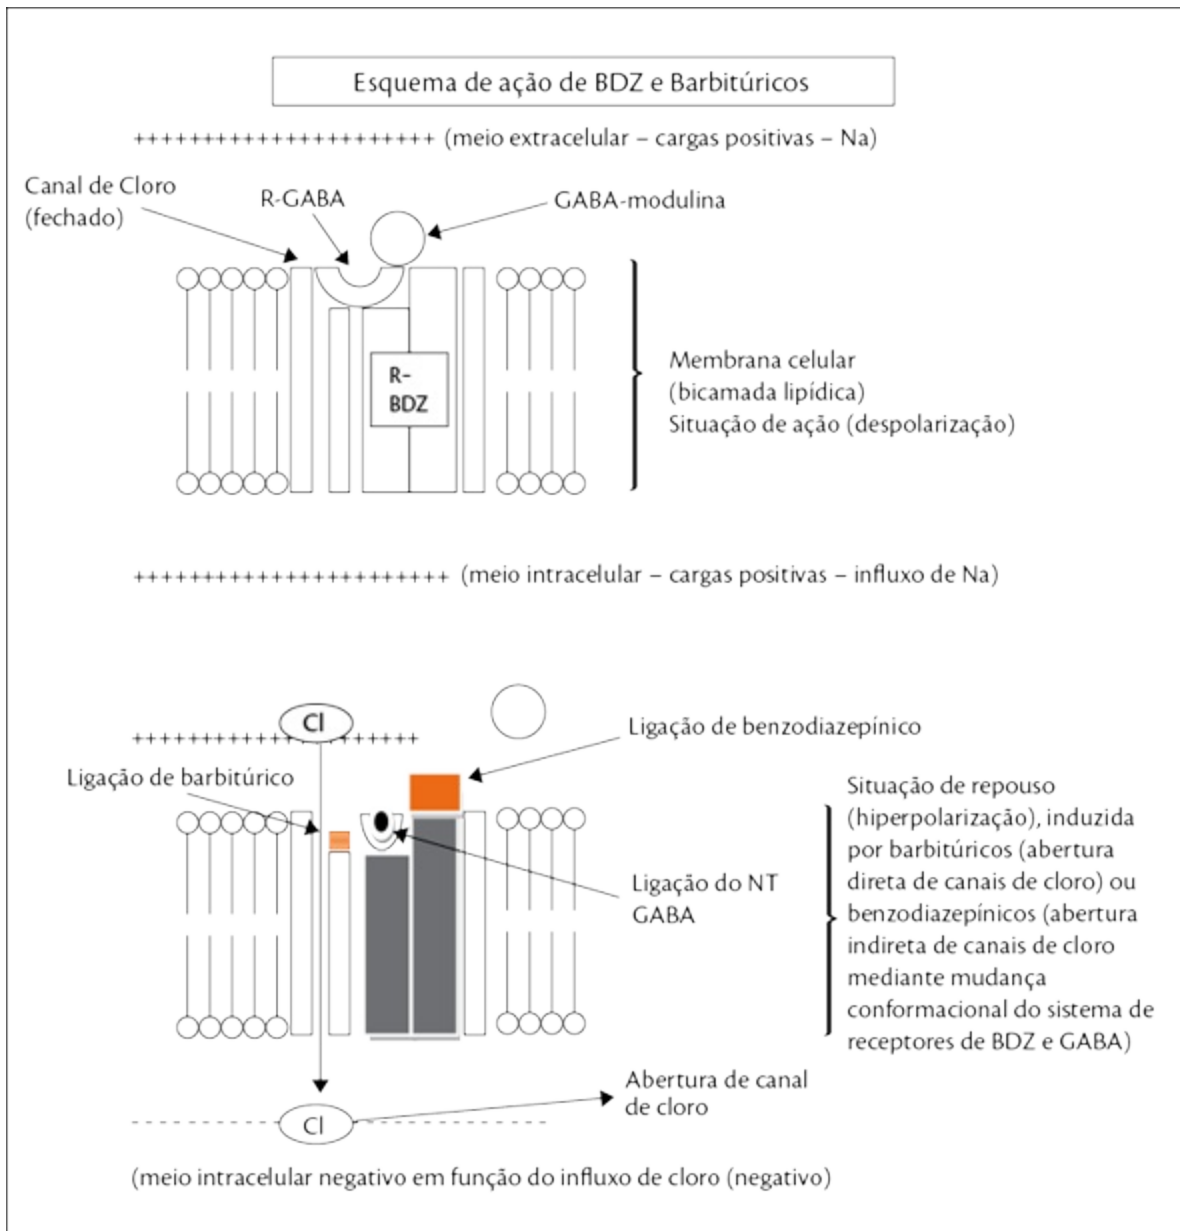 Esquema de ação de BDZ e Barbitúricos
+++++++++++++++++++++ (meio extracelular – cargas positivas – Na)
Canal de Cloro
(fechado)
R-GABA
GABA-modulina
R-
BDZ
Membrana celular
(bicamada lipídica)
Situação de ação (despolarização)
++++++++++++++++++++++ (meio intracelular – cargas positivas – influxo de Na)
Cl
++++++++++++++++++++
Ligação de benzodiazepínico
Ligação de barbitúrico
Ligação do NT
GABA
Situação de repouso
(hiperpolarização), induzida
por barbitúricos (abertura
direta de canais de cloro) ou
benzodiazepínicos (abertura
indireta de canais de cloro
mediante mudança
conformacional do sistema de
receptores de BDZ e GABA)
Abertura de canal
de cloro
Cl
(meio intracelular negativo em função do influxo de cloro (negativo)